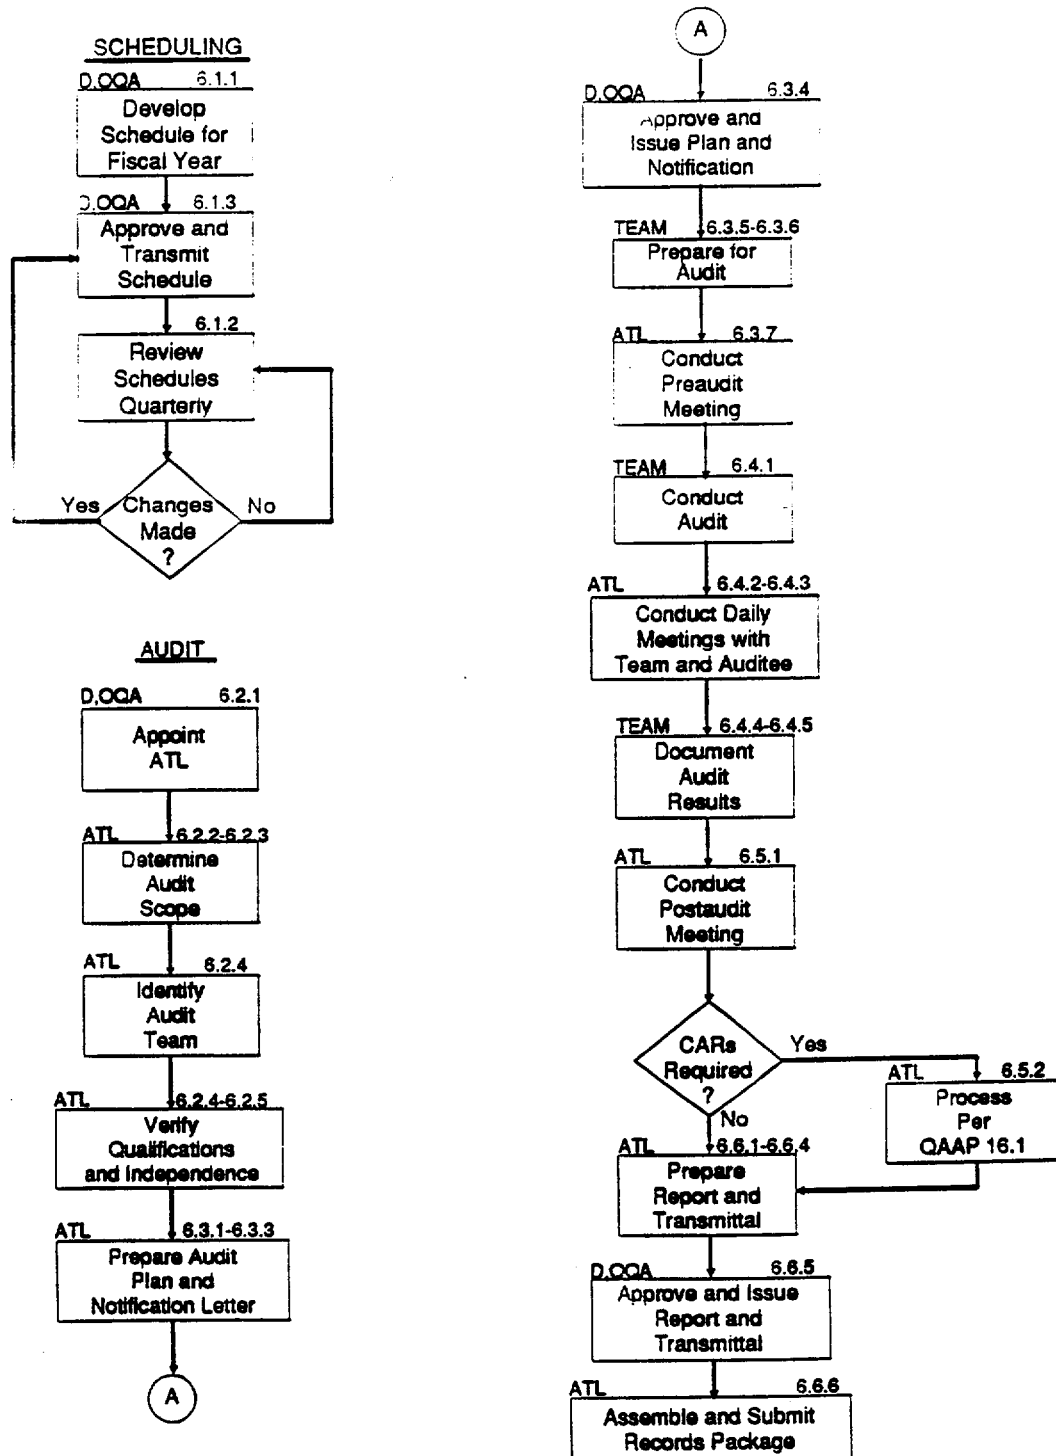 SCHEDULING
D,OQA 6.1.1
Develop
Schedule for
Fiscal Year
D,OQA 6.1.3
Approve and
Transmit
Schedule
6.1.2
Review
Schedules
Quarterly
Yes Changes No
Made
?
AUDIT
D,OQA 6.2.1
Appoint
ATL
ATL 6.2.2-6.2.3
Determine
Audit
Scope
ATL 6.2.4
Identify
Audit
Team
ATL 6.2.4-6.2.5
Verify
Qualifications
and Independence
ATL 6.3.1-6.3.3
Prepare Audit
Plan and
Notification Letter
A
A
D,OQA 6.3.4
Approve and
Issue Plan and
Notification
TEAM 6.3.5-6.3.6
Prepare for
Audit
ATL 6.3.7
Conduct
Preaudit
Meeting
TEAM 6.4.1
Conduct
Audit
ATL 6.4.2-6.4.3
Conduct Daily
Meetings with
Team and Auditee
TEAM 6.4.4-6.4.5
Document
Audit
Results
ATL 6.5.1
Conduct
Postaudit
Meeting
CARs Yes
Required
?
No
ATL 6.5.2
Process
Per
QAAP 16.1
ATL 6.6.1-6.6.4
Prepare
Report and
Transmittal
D,OQA 6.6.5
Approve and Issue
Report and
Transmittal
ATL 6.6.6
Assemble and Submit
Records Package